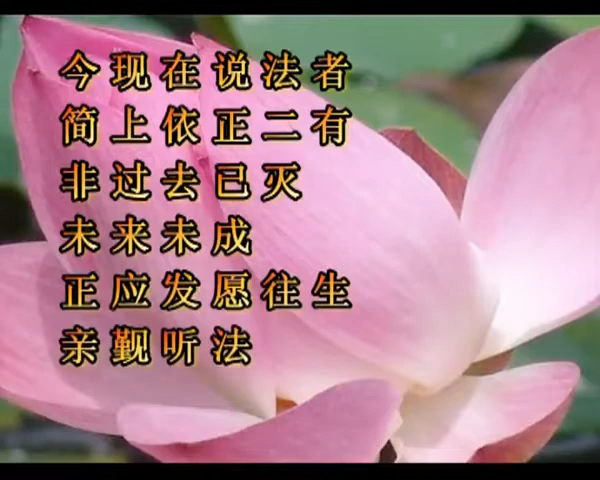 今现在说法者
简上依正二有
非过去已灭
未来未成
正应发愿往生
亲觐听法